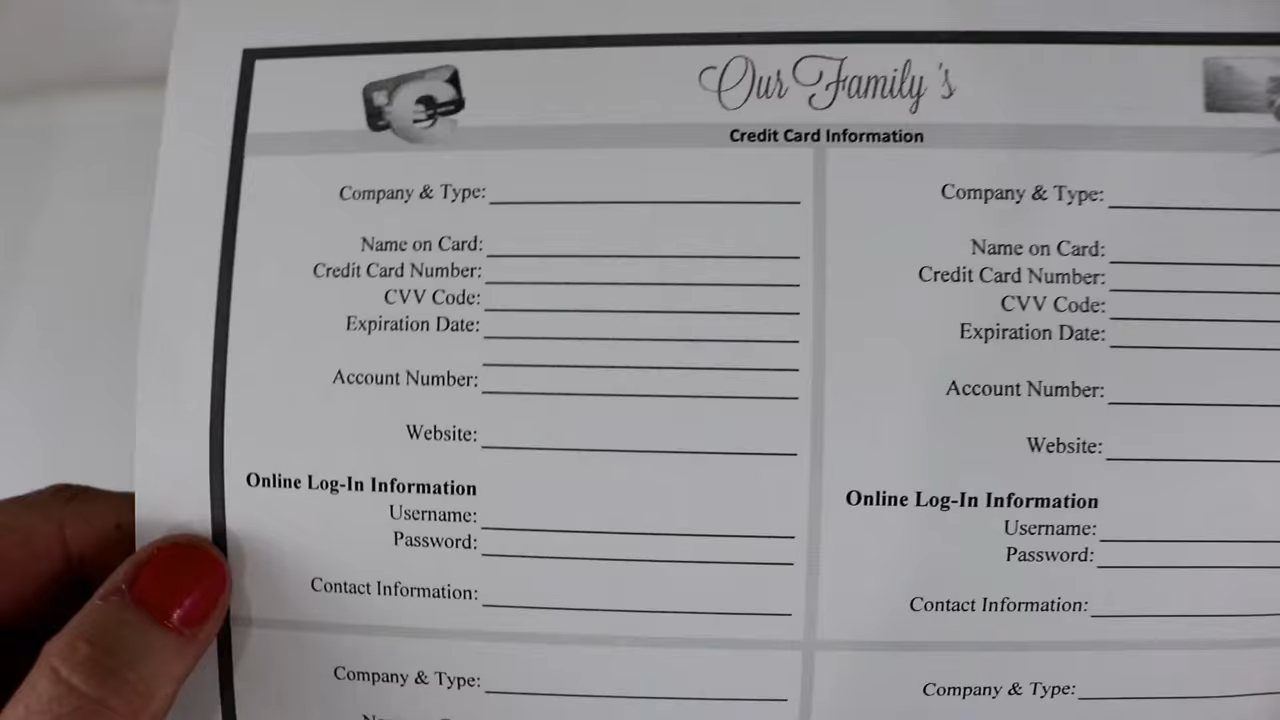 Our Family's
Credit Card Information
Company & Type:
Name on Card:
Credit Card Number:
CVV Code:
Expiration Date:
Account Number:
Website:
Online Log-In Information
Username:
Password:
Contact Information:
Company & Type:
Name on Card:
Credit Card Number:
CVV Code:
Expiration Date:
Account Number:
Website:
Online Log-In Information
Username:
Password:
Contact Information:
Company & Type:
Company & Type: